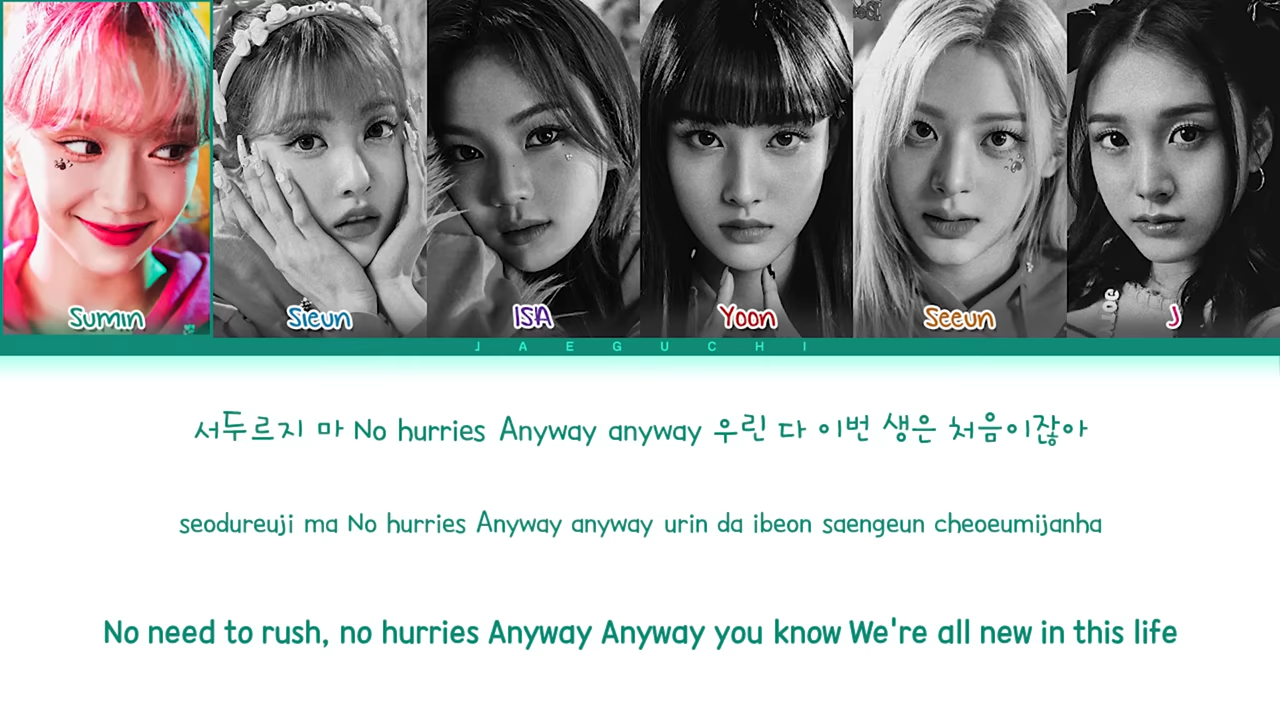 Sumin
Sieun
ISA
Yoon
Seeun
J
JAEGUCHI
서두르지 마 No hurries Anyway anyway 우린 다 이번 생은 처음이잖아
seodureuji ma No hurries Anyway anyway urin da ibeon saengeun cheoeumijanha
No need to rush, no hurries Anyway Anyway you know We're all new in this life